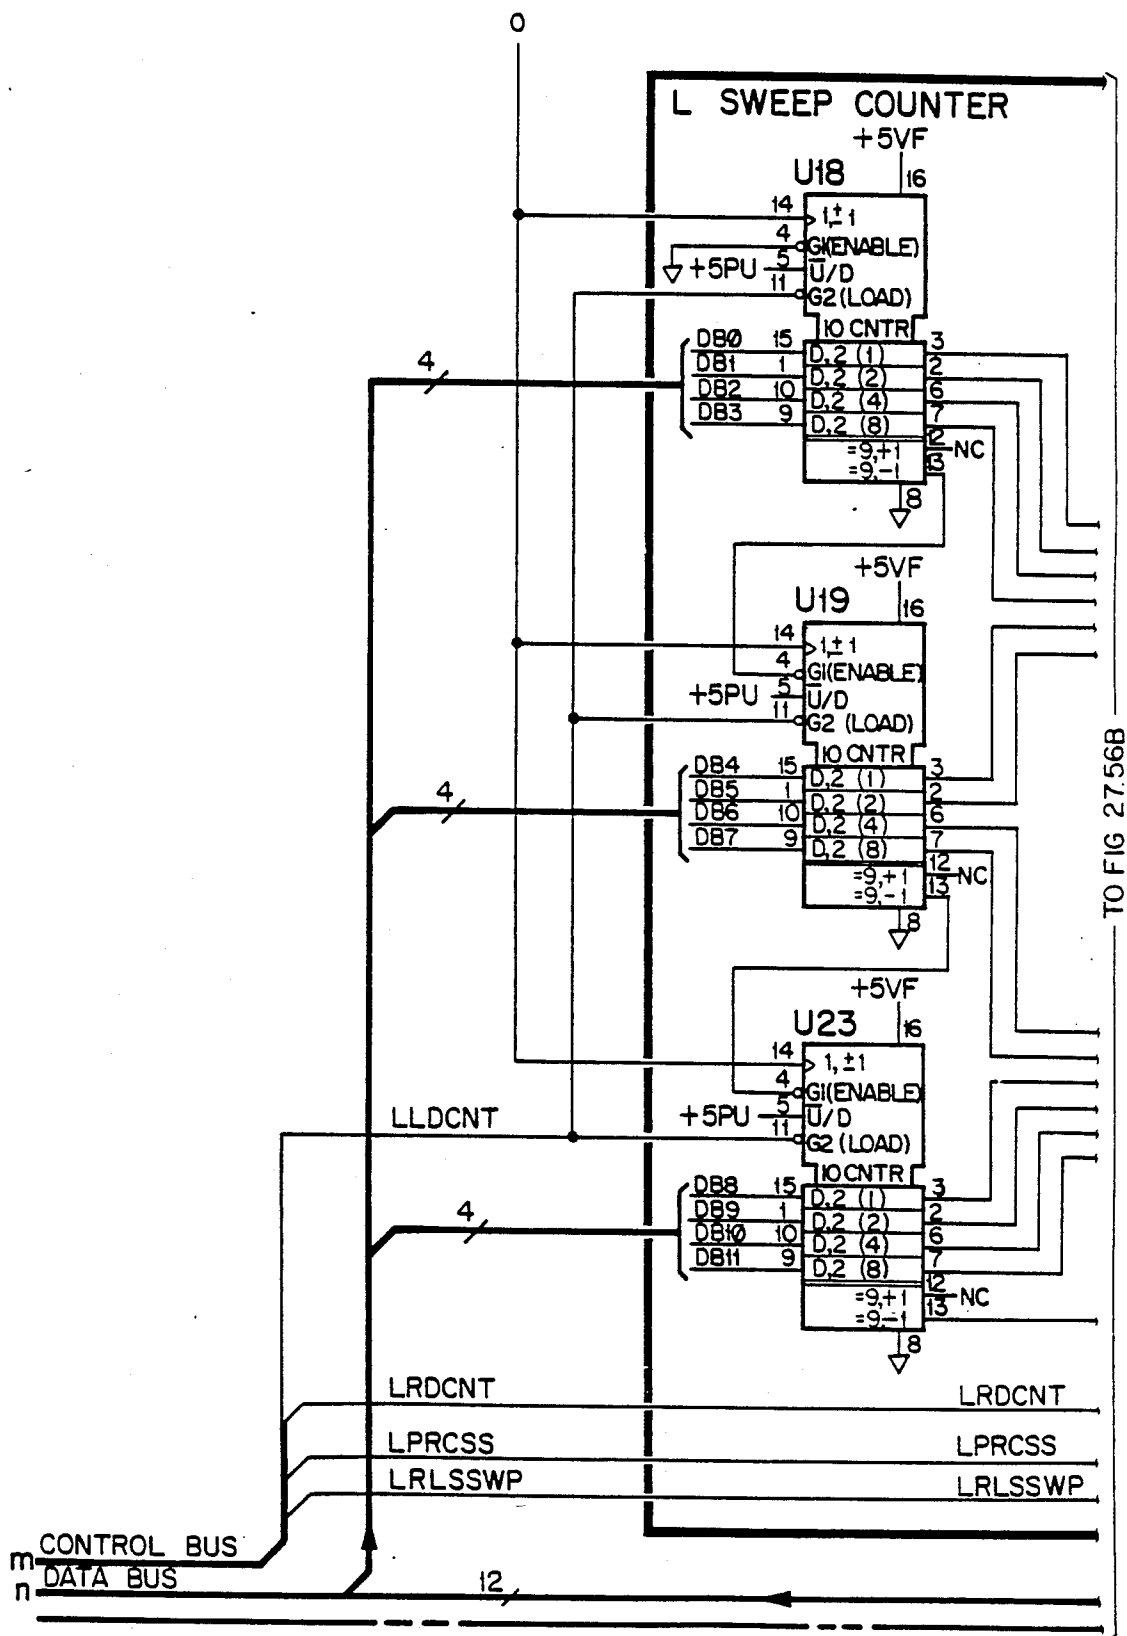 O
L SWEEP COUNTER
+5VF
U18
16
14
1,±1
4
G1(ENABLE)
+5PU
5
U̅/D
11
G2 (LOAD)
10 CNTR
DBØ 15 D,2 (1) 3
DB1 1 D,2 (2) 2
DB2 10 D,2 (4) 6
DB3 9 D,2 (8) 7
4
=9,+1 12 NC
=9,-1 13
8
+5VF
U19
16
14
1,±1
4
G1(ENABLE)
+5PU
5
U̅/D
11
G2 (LOAD)
10 CNTR
DB4 15 D,2 (1) 3
DB5 1 D,2 (2) 2
DB6 10 D,2 (4) 6
DB7 9 D,2 (8) 7
4
=9,+1 12 NC
=9,-1 13
8
TO FIG 27.56B
+5VF
U23
16
14
1,±1
4
G1(ENABLE)
+5PU
5
U̅/D
LLDCNT
11
G2 (LOAD)
10 CNTR
DB8 15 D,2 (1) 3
DB9 1 D,2 (2) 2
DB1Ø 10 D,2 (4) 6
DB11 9 D,2 (8) 7
4
=9,+1 12 NC
=9,-1 13
8
LRDCNT LRDCNT
LPRCSS LPRCSS
LRLSSWP LRLSSWP
m CONTROL BUS
n DATA BUS
12